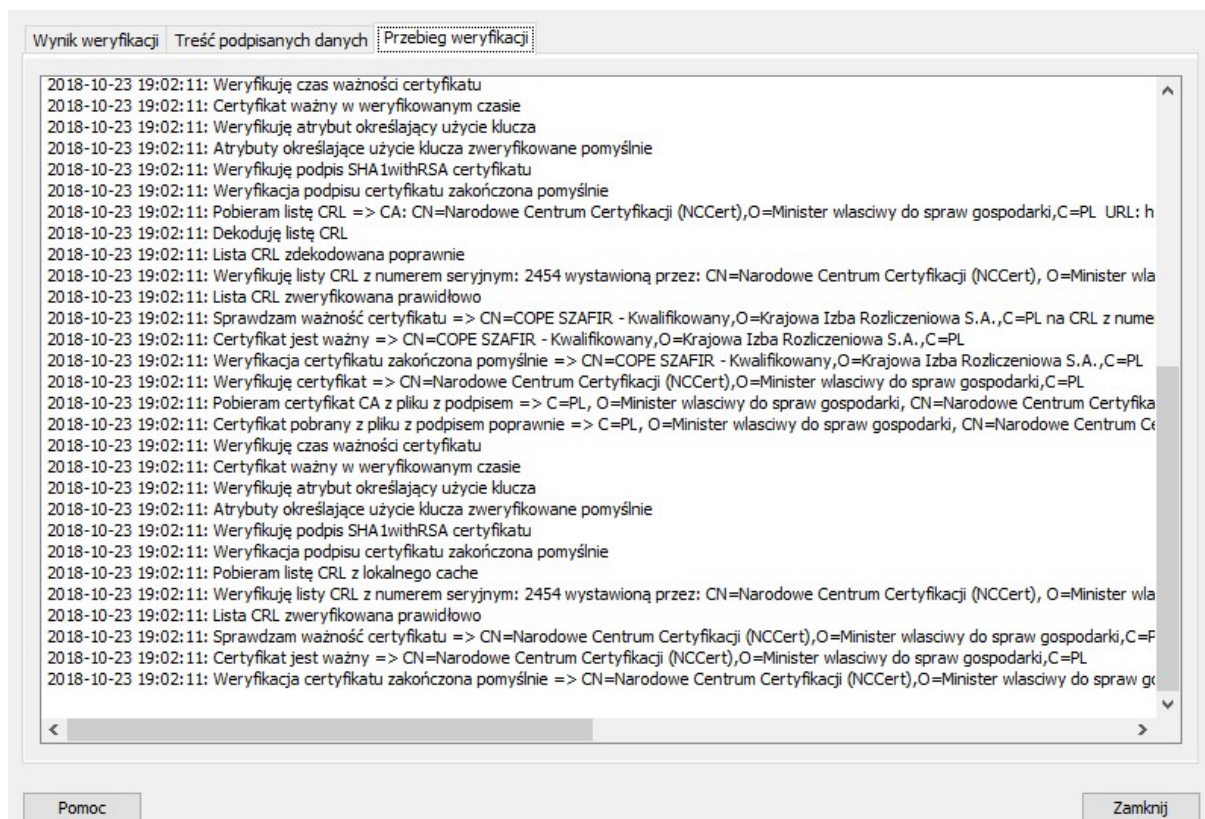 Wynik weryfikacji Treść podpisanych danych Przebieg weryfikacji
2018-10-23 19:02:11: Weryfikuję czas ważności certyfikatu
2018-10-23 19:02:11: Certyfikat ważny w weryfikowanym czasie
2018-10-23 19:02:11: Weryfikuję atrybut określający użycie klucza
2018-10-23 19:02:11: Atrybuty określające użycie klucza zweryfikowane pomyślnie
2018-10-23 19:02:11: Weryfikuję podpis SHA1withRSA certyfikatu
2018-10-23 19:02:11: Weryfikacja podpisu certyfikatu zakończona pomyślnie
2018-10-23 19:02:11: Pobieram listę CRL => CA: CN=Narodowe Centrum Certyfikacji (NCCert),O=Minister wlasciwy do spraw gospodarki,C=PL URL: h
2018-10-23 19:02:11: Dekoduję listę CRL
2018-10-23 19:02:11: Lista CRL zdekodowana poprawnie
2018-10-23 19:02:11: Weryfikuję listy CRL z numerem seryjnym: 2454 wystawioną przez: CN=Narodowe Centrum Certyfikacji (NCCert), O=Minister wla
2018-10-23 19:02:11: Lista CRL zweryfikowana prawidłowo
2018-10-23 19:02:11: Sprawdzam ważność certyfikatu => CN=COPE SZAFIR - Kwalifikowany,O=Krajowa Izba Rozliczeniowa S.A.,C=PL na CRL z nume
2018-10-23 19:02:11: Certyfikat jest ważny => CN=COPE SZAFIR - Kwalifikowany,O=Krajowa Izba Rozliczeniowa S.A.,C=PL
2018-10-23 19:02:11: Weryfikacja certyfikatu zakończona pomyślnie => CN=COPE SZAFIR - Kwalifikowany,O=Krajowa Izba Rozliczeniowa S.A.,C=PL
2018-10-23 19:02:11: Weryfikuję certyfikat => CN=Narodowe Centrum Certyfikacji (NCCert),O=Minister wlasciwy do spraw gospodarki,C=PL
2018-10-23 19:02:11: Pobieram certyfikat CA z pliku z podpisem => C=PL, O=Minister wlasciwy do spraw gospodarki, CN=Narodowe Centrum Certyfika
2018-10-23 19:02:11: Certyfikat pobrany z pliku z podpisem poprawnie => C=PL, O=Minister wlasciwy do spraw gospodarki, CN=Narodowe Centrum Ce
2018-10-23 19:02:11: Weryfikuję czas ważności certyfikatu
2018-10-23 19:02:11: Certyfikat ważny w weryfikowanym czasie
2018-10-23 19:02:11: Weryfikuję atrybut określający użycie klucza
2018-10-23 19:02:11: Atrybuty określające użycie klucza zweryfikowane pomyślnie
2018-10-23 19:02:11: Weryfikuję podpis SHA1withRSA certyfikatu
2018-10-23 19:02:11: Weryfikacja podpisu certyfikatu zakończona pomyślnie
2018-10-23 19:02:11: Pobieram listę CRL z lokalnego cache
2018-10-23 19:02:11: Weryfikuję listy CRL z numerem seryjnym: 2454 wystawioną przez: CN=Narodowe Centrum Certyfikacji (NCCert), O=Minister wla
2018-10-23 19:02:11: Lista CRL zweryfikowana prawidłowo
2018-10-23 19:02:11: Sprawdzam ważność certyfikatu => CN=Narodowe Centrum Certyfikacji (NCCert),O=Minister wlasciwy do spraw gospodarki,C=P
2018-10-23 19:02:11: Certyfikat jest ważny => CN=Narodowe Centrum Certyfikacji (NCCert),O=Minister wlasciwy do spraw gospodarki,C=PL
2018-10-23 19:02:11: Weryfikacja certyfikatu zakończona pomyślnie => CN=Narodowe Centrum Certyfikacji (NCCert),O=Minister wlasciwy do spraw go
Pomoc Zamknij